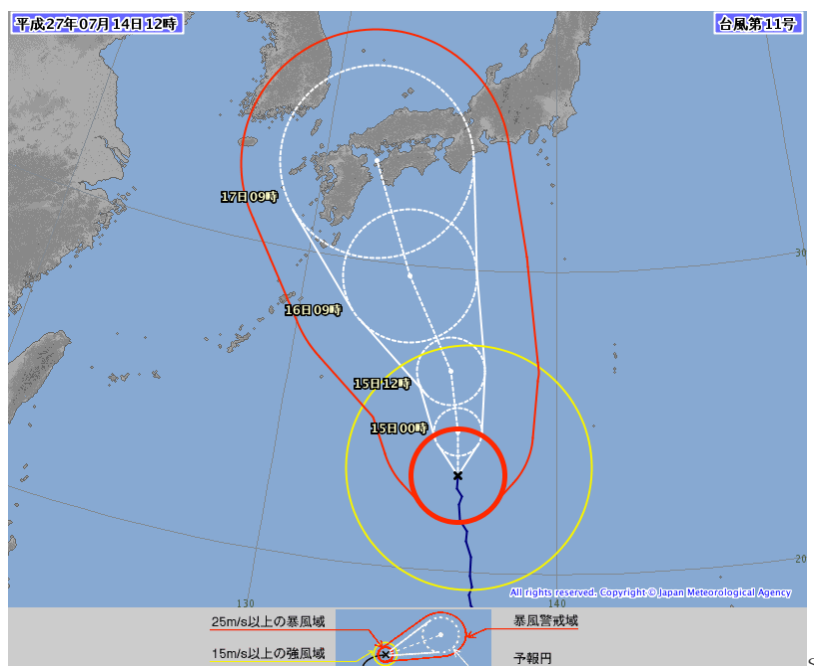 平成27年07月14日12時
台風第11号
17日09時
30
16日09時
15日12時
15日00時
20
All rights reserved. Copyright © Japan Meteorological Agency
130
140
25m/s以上の暴風域
暴風警戒域
15m/s以上の強風域
予報円